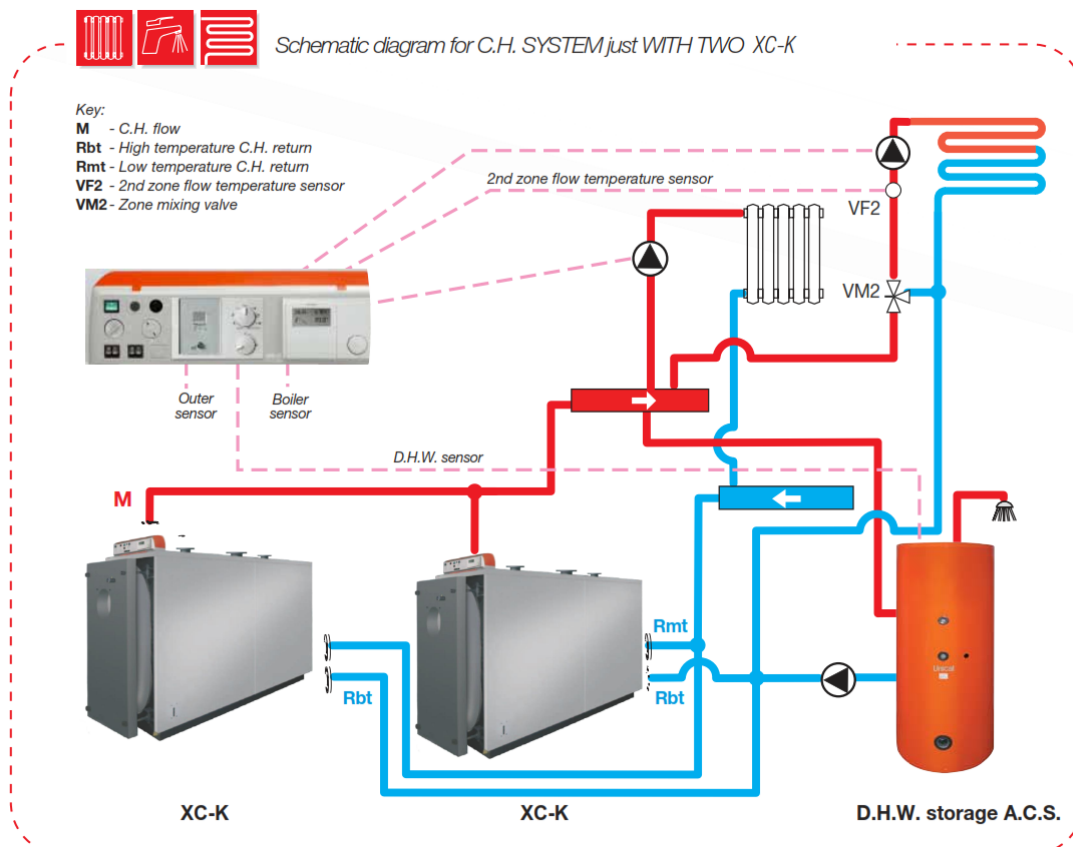 Schematic diagram for C.H. SYSTEM just WITH TWO XC-K
Key:
M - C.H. flow
Rbt - High temperature C.H. return
Rmt - Low temperature C.H. return
VF2 - 2nd zone flow temperature sensor
VM2 - Zone mixing valve
2nd zone flow temperature sensor
VF2
VM2
Outer
sensor
Boiler
sensor
D.H.W. sensor
M
Rmt
Rbt
Rbt
Unical
XC-K
XC-K
D.H.W. storage A.C.S.